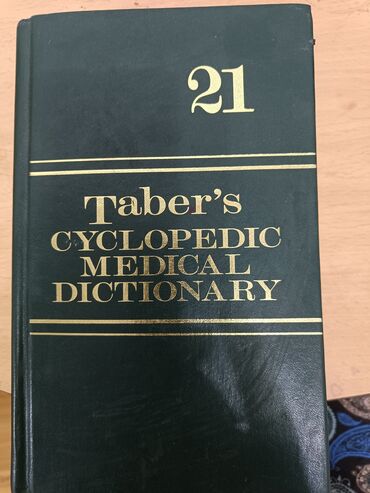 21
Taber's
CYCLOPEDIC
MEDICAL
DICTIONARY